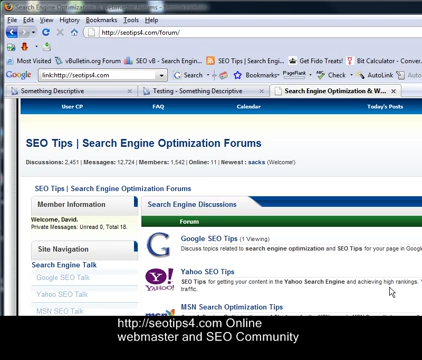 Search Engine Optimization &
File Edit View History Bookmarks Tools Help
http://seotips4.com/forum/
Most Visited vBulletin.org Forum SEO v8 - Search Engin... SEO Tips | Search Engi... Get Fido Treats! Bit Calculator - Conver
link:http://seotips4.com Search Bookmarks PageRank Check AutoLink
Something Descriptive Testing - Something Descriptive Search Engine Optimization & W...
User CP FAQ Calendar Today's Posts
SEO Tips | Search Engine Optimization Forums
Discussions: 2,451 | Messages: 12,724 | Members: 1,542 | Online: 11 | Newest : sacks (Welcome!)
SEO Tips | Search Engine Optimization Forums
Member Information
Welcome, David.
Private Messages: Unread 0, Total 18.
Site Navigation
Search Engine Talk
Google SEO Talk
Yahoo SEO Talk
MSN SEO Talk
Search Engine Discussions
Forum
Google SEO Tips (1 Viewing)
Discuss topics related to search engine optimization and SEO Tips for your page in Googl
Yahoo SEO Tips
SEO Tips for getting your content in the Yahoo Search Engine and achieving high rankings.
traffic.
MSN Search Optimization Tips
http://seotips4.com Online
webmaster and SEO Community